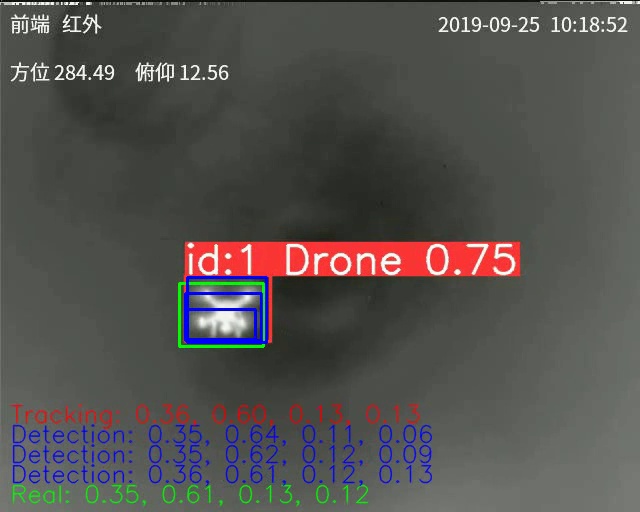 前端 红外
2019-09-25 10:18:52
方位 284.49 俯仰 12.56
id:1 Drone 0.75
Tracking: 0.36, 0.60, 0.13, 0.13
Detection: 0.35, 0.64, 0.11, 0.06
Detection: 0.35, 0.62, 0.12, 0.09
Detection: 0.36, 0.61, 0.12, 0.13
Real: 0.35, 0.61, 0.13, 0.12